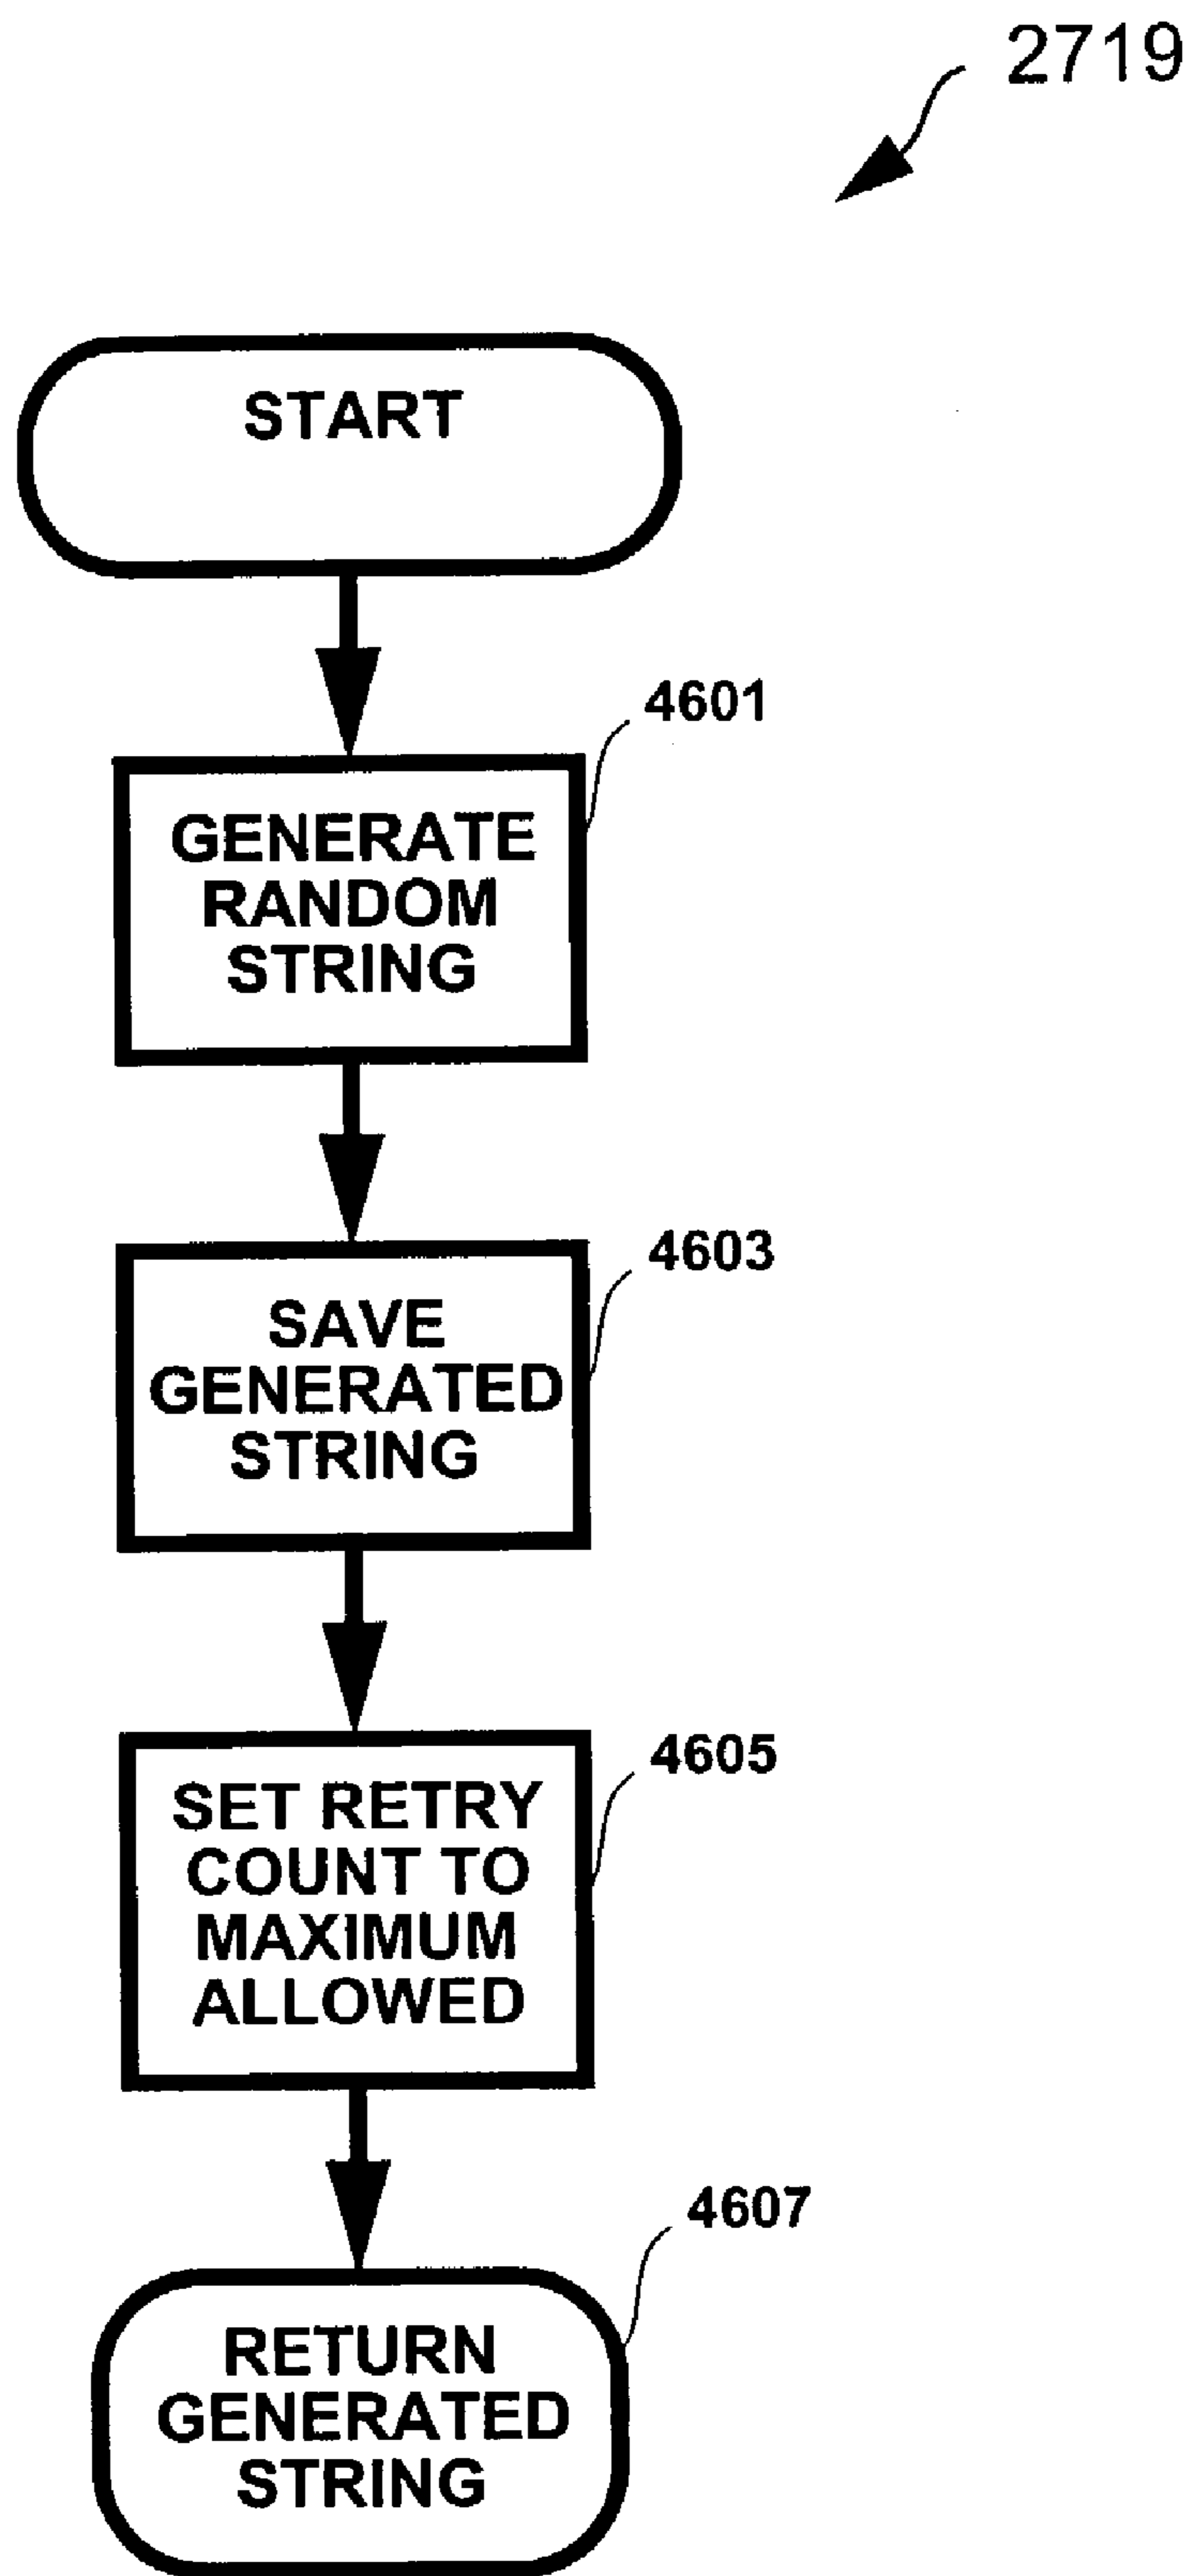 2719
START
4601
GENERATE
RANDOM
STRING
4603
SAVE
GENERATED
STRING
4605
SET RETRY
COUNT TO
MAXIMUM
ALLOWED
4607
RETURN
GENERATED
STRING